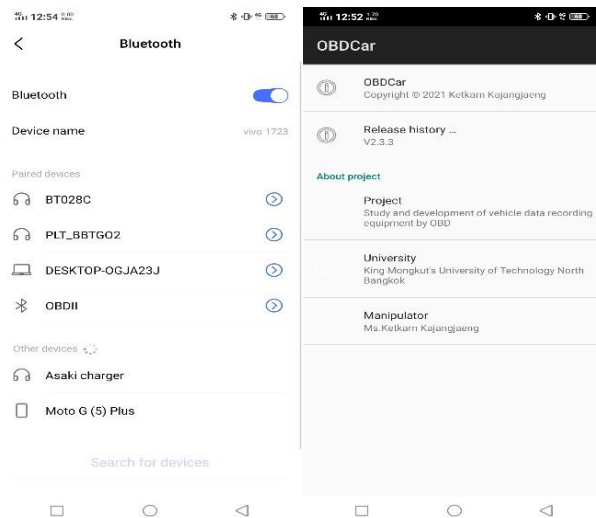 12:54
Bluetooth
Bluetooth
Device name vivo 1723
Paired devices
BT028C
PLT_BBTGO2
DESKTOP-OGJA23J
OBDII
Other devices
Asaki charger
Moto G (5) Plus
Search for devices
12:52
OBDCar
OBDCar
Copyright © 2021 Ketkarn Kajangjaeng
Release history ...
V2.3.3
About project
Project
Study and development of vehicle data recording
equipment by OBD
University
King Mongkut's University of Technology North
Bangkok
Manipulator
Ms.Ketkarn Kajangjaeng